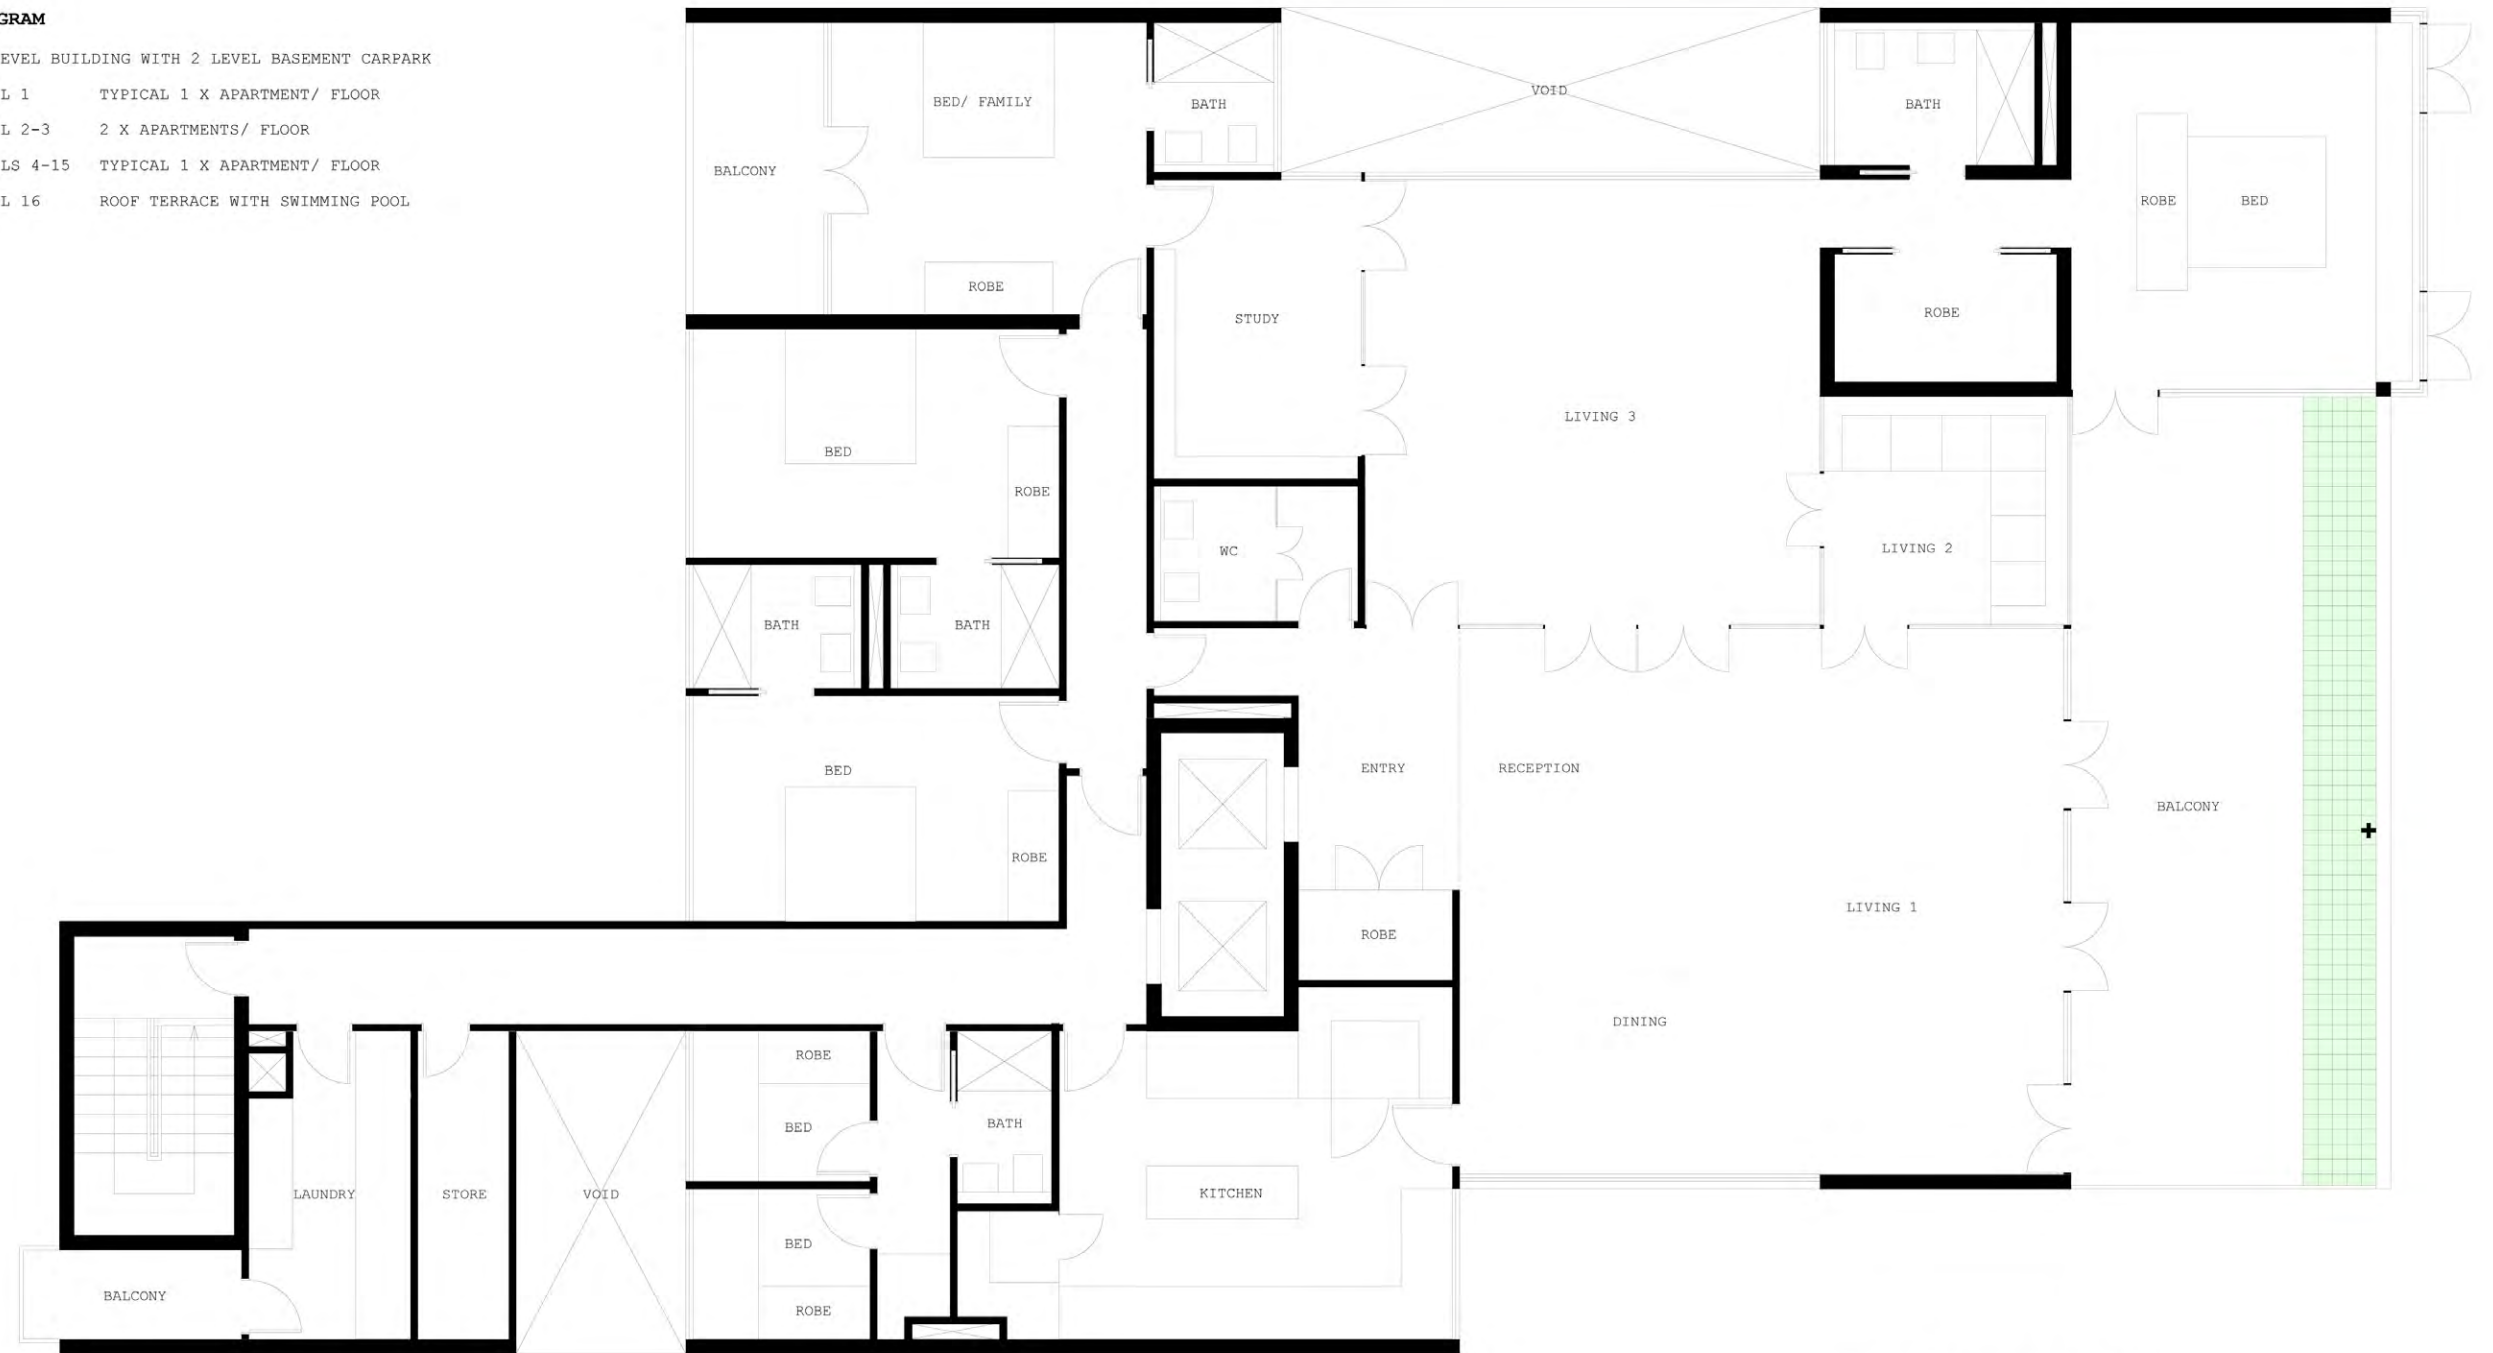 GRAM
EVEL BUILDING WITH 2 LEVEL BASEMENT CARPARK
L 1 TYPICAL 1 X APARTMENT/ FLOOR
L 2-3 2 X APARTMENTS/ FLOOR
LS 4-15 TYPICAL 1 X APARTMENT/ FLOOR
L 16 ROOF TERRACE WITH SWIMMING POOL
BED/ FAMILY
BATH
VOID
BATH
BALCONY
ROBE
BED
ROBE
STUDY
ROBE
LIVING 3
BED
ROBE
WC
LIVING 2
BATH
BATH
BED
ENTRY
RECEPTION
BALCONY
ROBE
LIVING 1
ROBE
DINING
ROBE
BED
BATH
LAUNDRY
STORE
VOID
KITCHEN
BED
BALCONY
ROBE